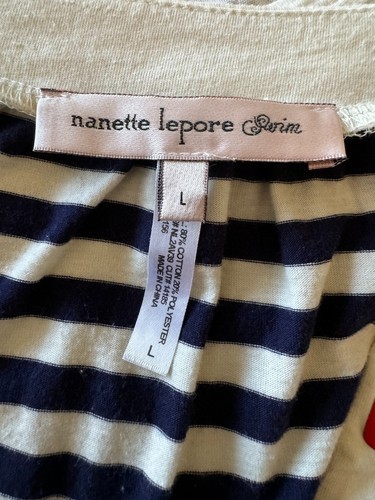 nanette lepore Swim
L
80% COTTON 20% POLYESTER
MADE IN CHINA
L